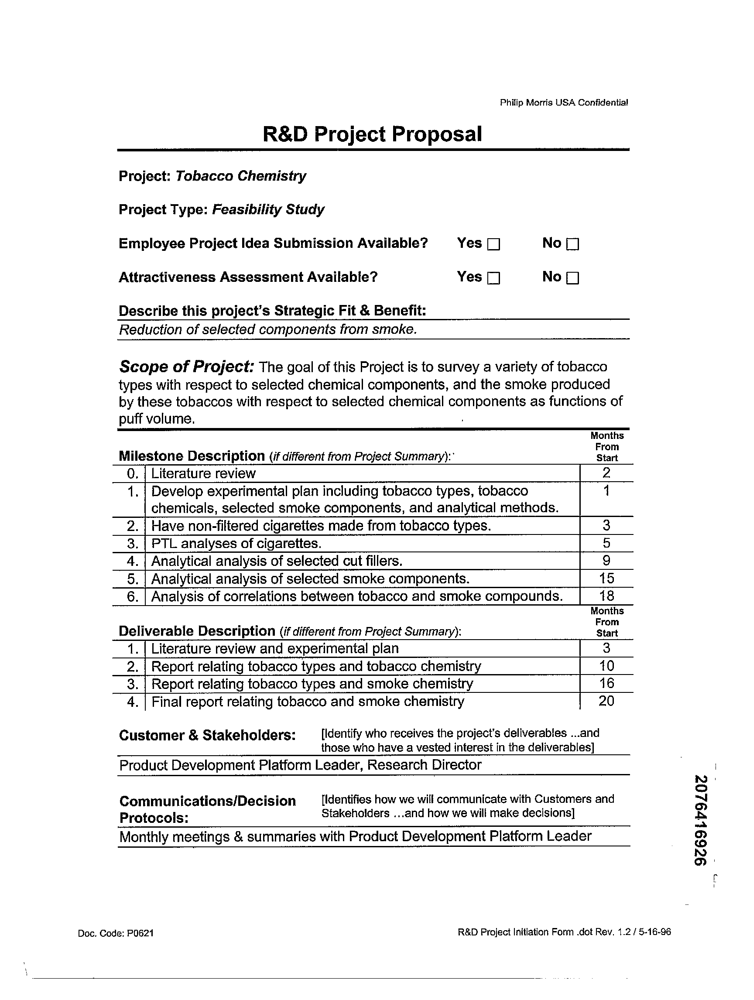 Philip Morris USA Confidential
R&D Project Proposal
Project: Tobacco Chemistry
Project Type: Feasibility Study
Employee Project Idea Submission Available? Yes □ No □
Attractiveness Assessment Available? Yes □ No □
Describe this project's Strategic Fit & Benefit:
Reduction of selected components from smoke.
Scope of Project: The goal of this Project is to survey a variety of tobacco
types with respect to selected chemical components, and the smoke produced
by these tobaccos with respect to selected chemical components as functions of
puff volume.
Months
From
Milestone Description (if different from Project Summary): Start
0. Literature review 2
1. Develop experimental plan including tobacco types, tobacco 1
chemicals, selected smoke components, and analytical methods.
2. Have non-filtered cigarettes made from tobacco types. 3
3. PTL analyses of cigarettes. 5
4. Analytical analysis of selected cut fillers. 9
5. Analytical analysis of selected smoke components. 15
6. Analysis of correlations between tobacco and smoke compounds. 18
Months
From
Deliverable Description (if different from Project Summary): Start
1. Literature review and experimental plan 3
2. Report relating tobacco types and tobacco chemistry 10
3. Report relating tobacco types and smoke chemistry 16
4. Final report relating tobacco and smoke chemistry 20
Customer & Stakeholders: [Identify who receives the project's deliverables ...and
those who have a vested interest in the deliverables]
Product Development Platform Leader, Research Director
Communications/Decision [Identifies how we will communicate with Customers and
Protocols: Stakeholders ...and how we will make decisions]
Monthly meetings & summaries with Product Development Platform Leader
2076416926
Doc. Code: P0621 R&D Project Initiation Form .dot Rev. 1.2 / 5-16-96